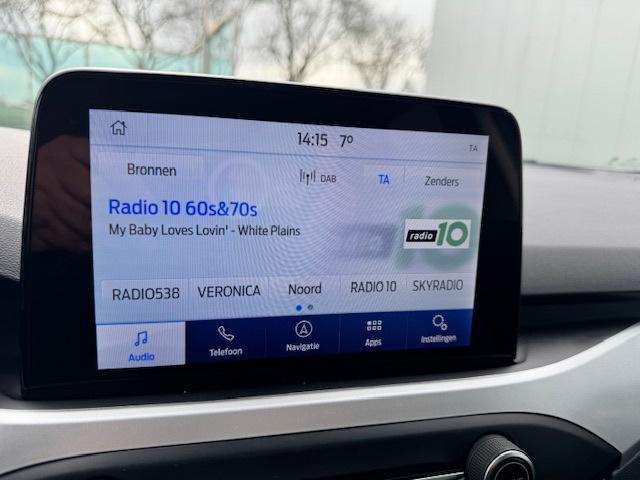 14:15 7°
TA
Bronnen
DAB
TA
Zenders
Radio 10 60s&70s
My Baby Loves Lovin' - White Plains
radio 10
RADIO538 VERONICA Noord RADIO 10 SKYRADIO
Audio Telefoon Navigatie Apps Instellingen